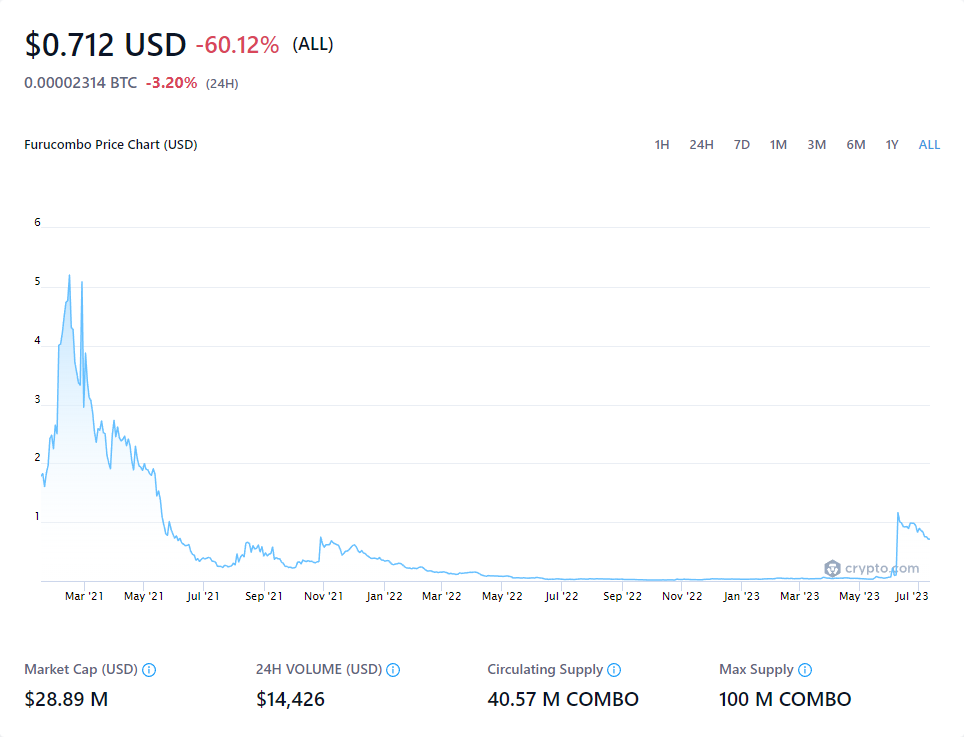 $0.712 USD -60.12% (ALL)
0.00002314 BTC -3.20% (24H)
Furucombo Price Chart (USD) 1H 24H 7D 1M 3M 6M 1Y ALL
6
5
4
3
2
1
crypto.com
Mar '21 May '21 Jul '21 Sep '21 Nov '21 Jan '22 Mar '22 May '22 Jul '22 Sep '22 Nov '22 Jan '23 Mar '23 May '23 Jul '23
Market Cap (USD) 24H VOLUME (USD) Circulating Supply Max Supply
$28.89 M $14,426 40.57 M COMBO 100 M COMBO